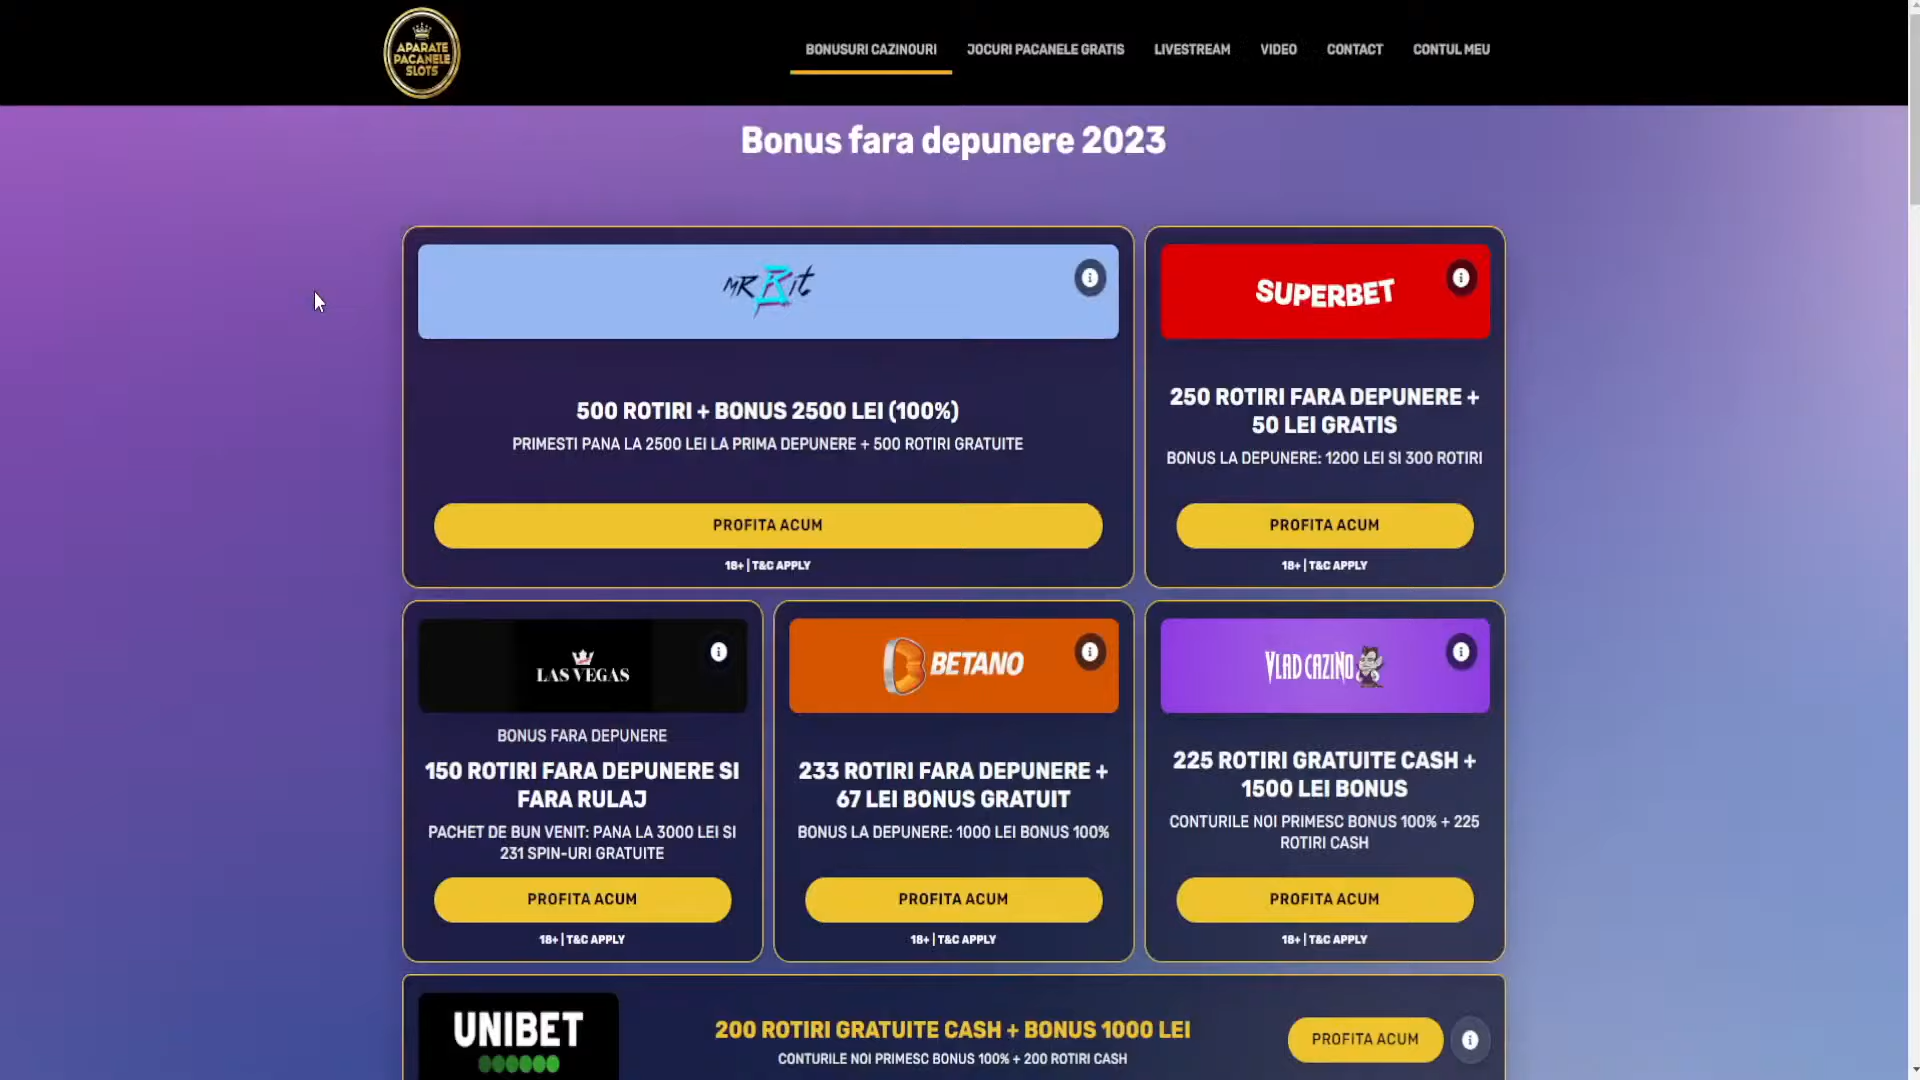 APARATE
PACANELE
SLOTS
BONUSURI CAZINOURI
JOCURI PACANELE GRATIS
LIVESTREAM
VIDEO
CONTACT
CONTUL MEU
Bonus fara depunere 2023
MR Bit
500 ROTIRI + BONUS 2500 LEI (100%)
PRIMESTI PANA LA 2500 LEI LA PRIMA DEPUNERE + 500 ROTIRI GRATUITE
PROFITA ACUM
18+ | T&C APPLY
SUPERBET
250 ROTIRI FARA DEPUNERE +
50 LEI GRATIS
BONUS LA DEPUNERE: 1200 LEI SI 300 ROTIRI
PROFITA ACUM
18+ | T&C APPLY
LAS VEGAS
BONUS FARA DEPUNERE
150 ROTIRI FARA DEPUNERE SI
FARA RULAJ
PACHET DE BUN VENIT: PANA LA 3000 LEI SI
231 SPIN-URI GRATUITE
PROFITA ACUM
18+ | T&C APPLY
BETANO
233 ROTIRI FARA DEPUNERE +
67 LEI BONUS GRATUIT
BONUS LA DEPUNERE: 1000 LEI BONUS 100%
PROFITA ACUM
18+ | T&C APPLY
VLAD CAZINO
225 ROTIRI GRATUITE CASH +
1500 LEI BONUS
CONTURILE NOI PRIMESC BONUS 100% + 225
ROTIRI CASH
PROFITA ACUM
18+ | T&C APPLY
UNIBET
200 ROTIRI GRATUITE CASH + BONUS 1000 LEI
CONTURILE NOI PRIMESC BONUS 100% + 200 ROTIRI CASH
PROFITA ACUM